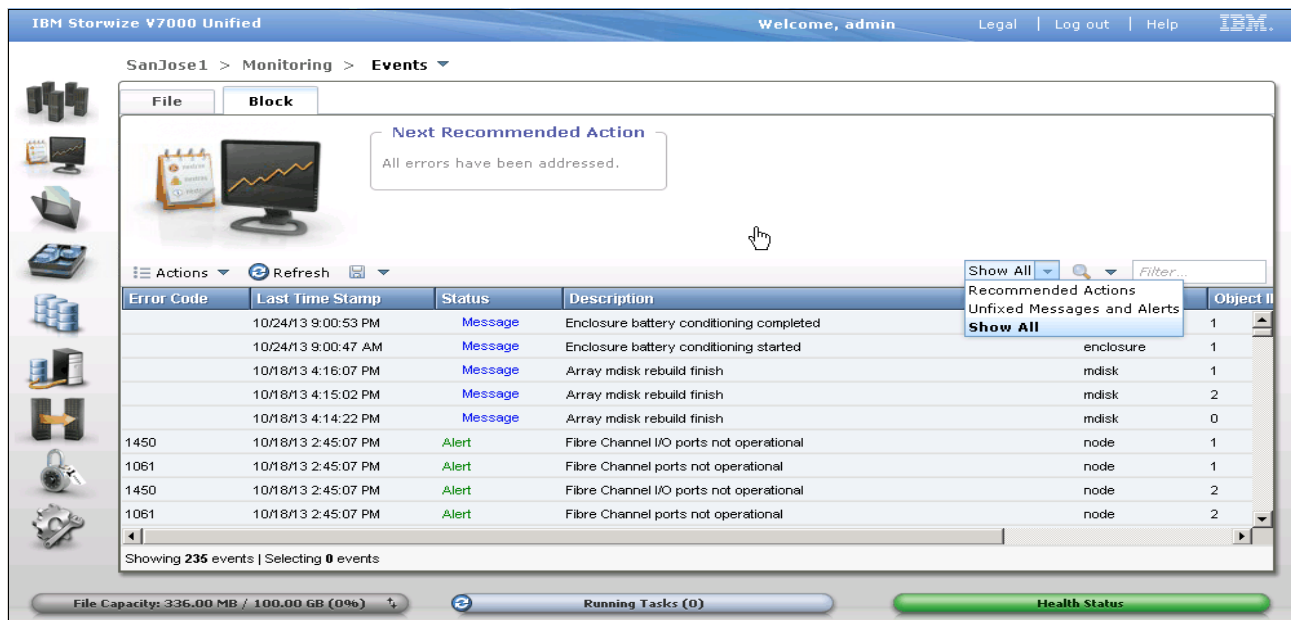 IBM Storwize V7000 Unified Welcome, admin Legal | Log out | Help IBM.
SanJose1 > Monitoring > Events
File Block
Next Recommended Action
All errors have been addressed.
Actions Refresh Show All Filter...
Recommended Actions
Unfixed Messages and Alerts
Show All
Error Code Last Time Stamp Status Description Object I
10/24/13 9:00:53 PM Message Enclosure battery conditioning completed 1
10/24/13 9:00:47 AM Message Enclosure battery conditioning started enclosure 1
10/18/13 4:16:07 PM Message Array mdisk rebuild finish mdisk 1
10/18/13 4:15:02 PM Message Array mdisk rebuild finish mdisk 2
10/18/13 4:14:22 PM Message Array mdisk rebuild finish mdisk 0
1450 10/18/13 2:45:07 PM Alert Fibre Channel I/O ports not operational node 1
1061 10/18/13 2:45:07 PM Alert Fibre Channel ports not operational node 1
1450 10/18/13 2:45:07 PM Alert Fibre Channel I/O ports not operational node 2
1061 10/18/13 2:45:07 PM Alert Fibre Channel ports not operational node 2
Showing 235 events | Selecting 0 events
File Capacity: 336.00 MB / 100.00 GB (0%) Running Tasks (0) Health Status